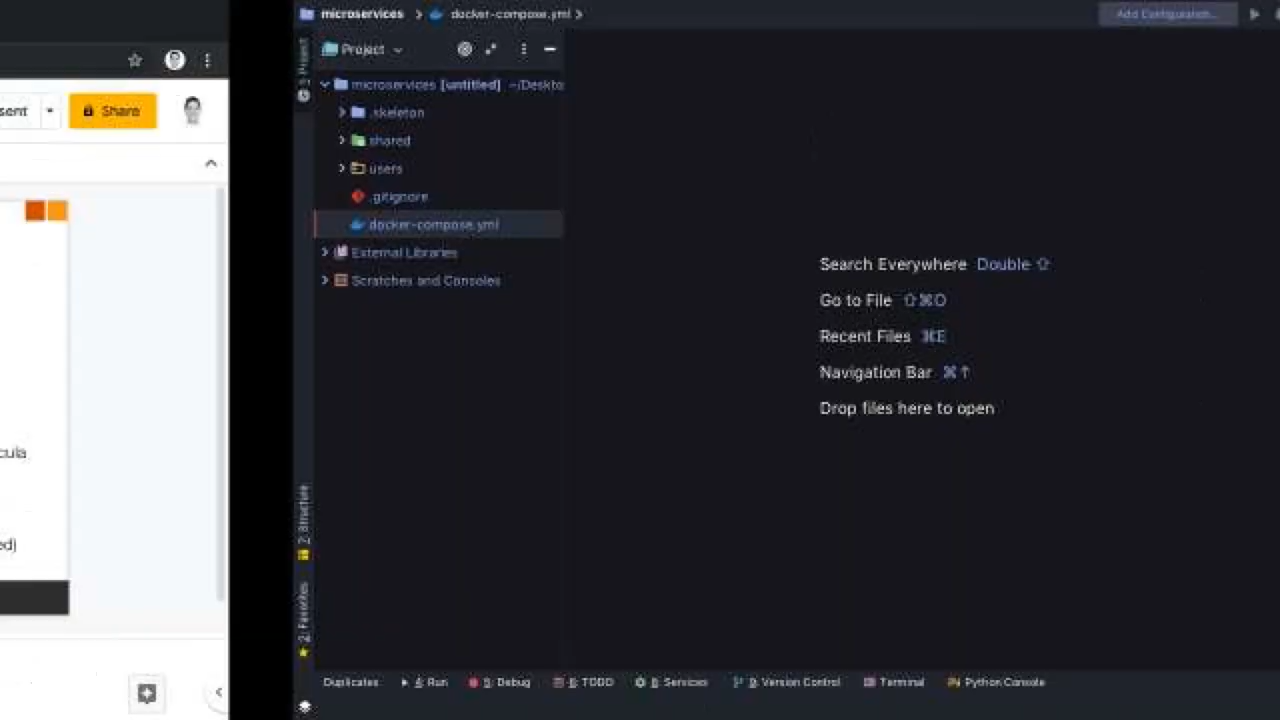 sent
Share
cula
ed)
microservices
docker-compose.yml
Add Configuration...
1: Project
Project
microservices [untitled] ~/Deskto
.skeleton
shared
users
.gitignore
docker-compose.yml
External Libraries
Scratches and Consoles
Search Everywhere Double ⇧
Go to File ⇧⌘O
Recent Files ⌘E
Navigation Bar ⌘↑
Drop files here to open
Z: Structure
2: Favorites
Duplicates 4: Run 5: Debug 6: TODO 8: Services 9: Version Control Terminal Python Console